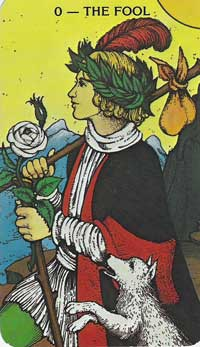 0 — THE FOOL